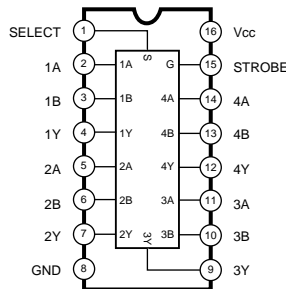 SELECT 1 16 Vcc
S
1A 2 1A G 15 STROBE
1B 3 1B 4A 14 4A
1Y 4 1Y 4B 13 4B
2A 5 2A 4Y 12 4Y
2B 6 2B 3A 11 3A
2Y 7 2Y 3Y 3B 10 3B
GND 8 9 3Y